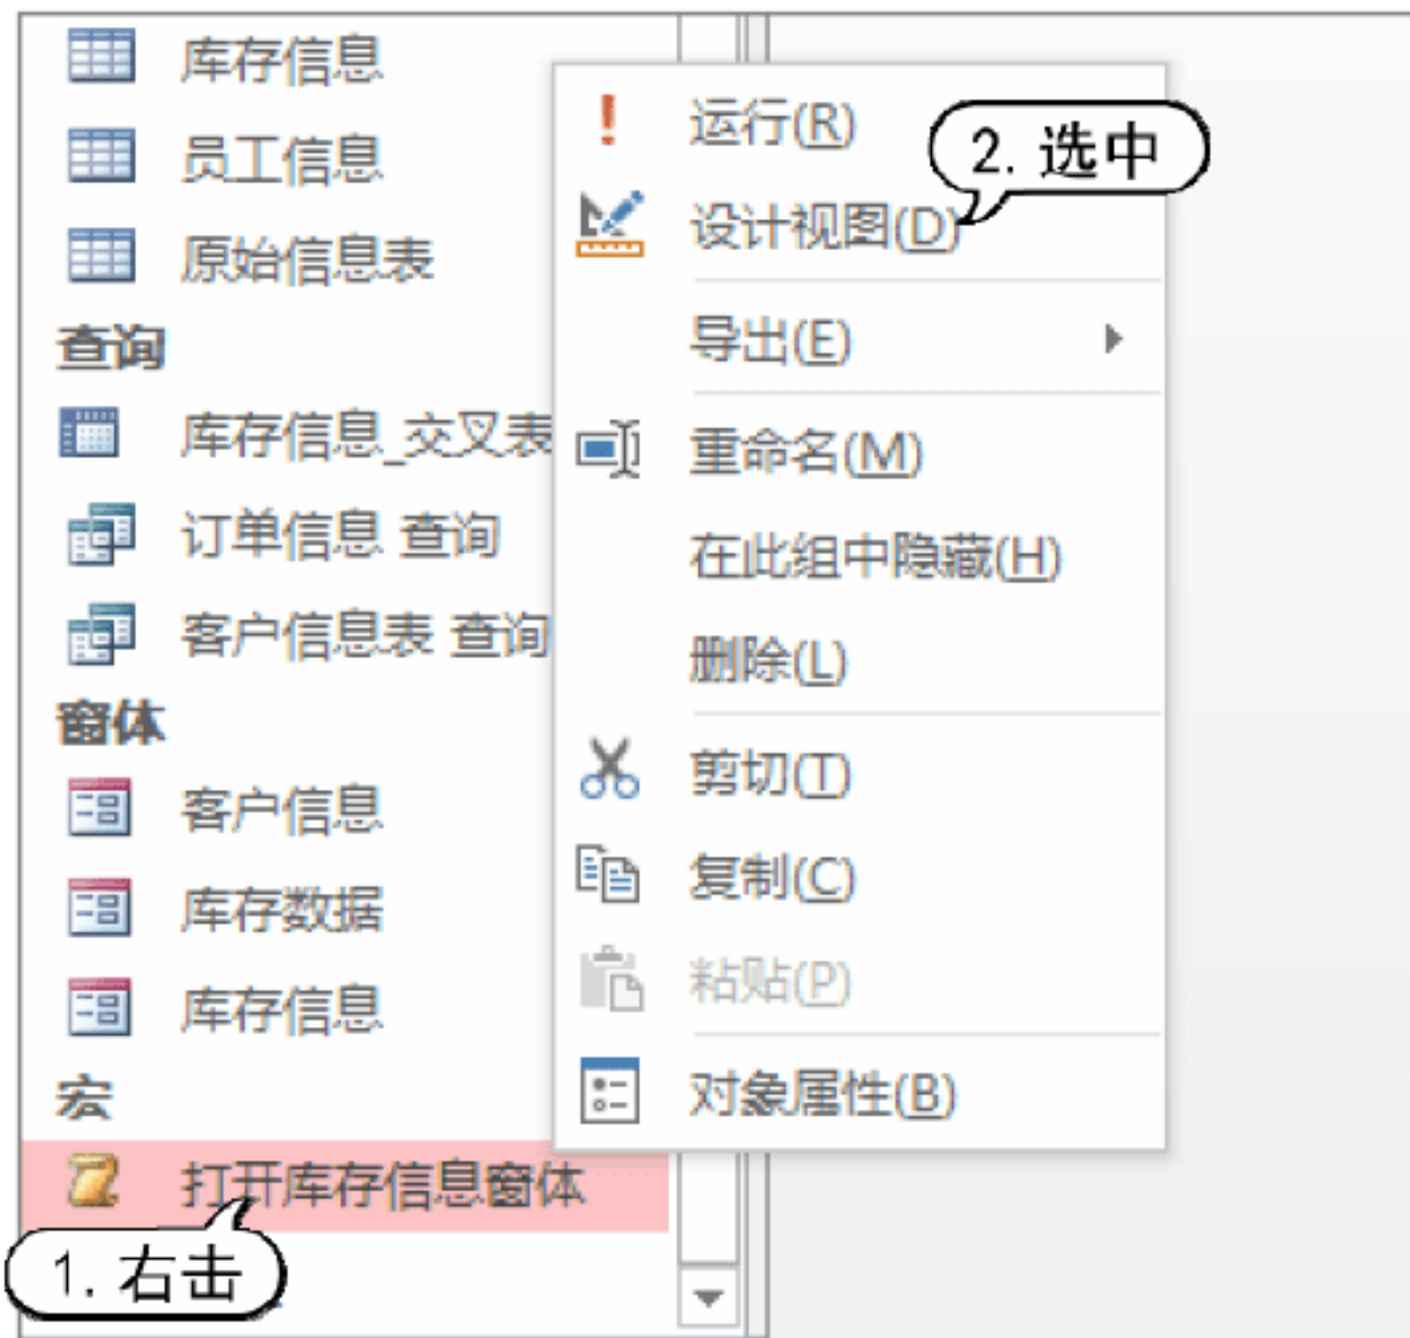 库存信息
员工信息
原始信息表
查询
库存信息_交叉表
订单信息 查询
客户信息表 查询
窗体
客户信息
库存数据
库存信息
宏
打开库存信息窗体
1. 右击
运行(R)
2. 选中
设计视图(D)
导出(E)
重命名(M)
在此组中隐藏(H)
删除(L)
剪切(T)
复制(C)
粘贴(P)
对象属性(B)